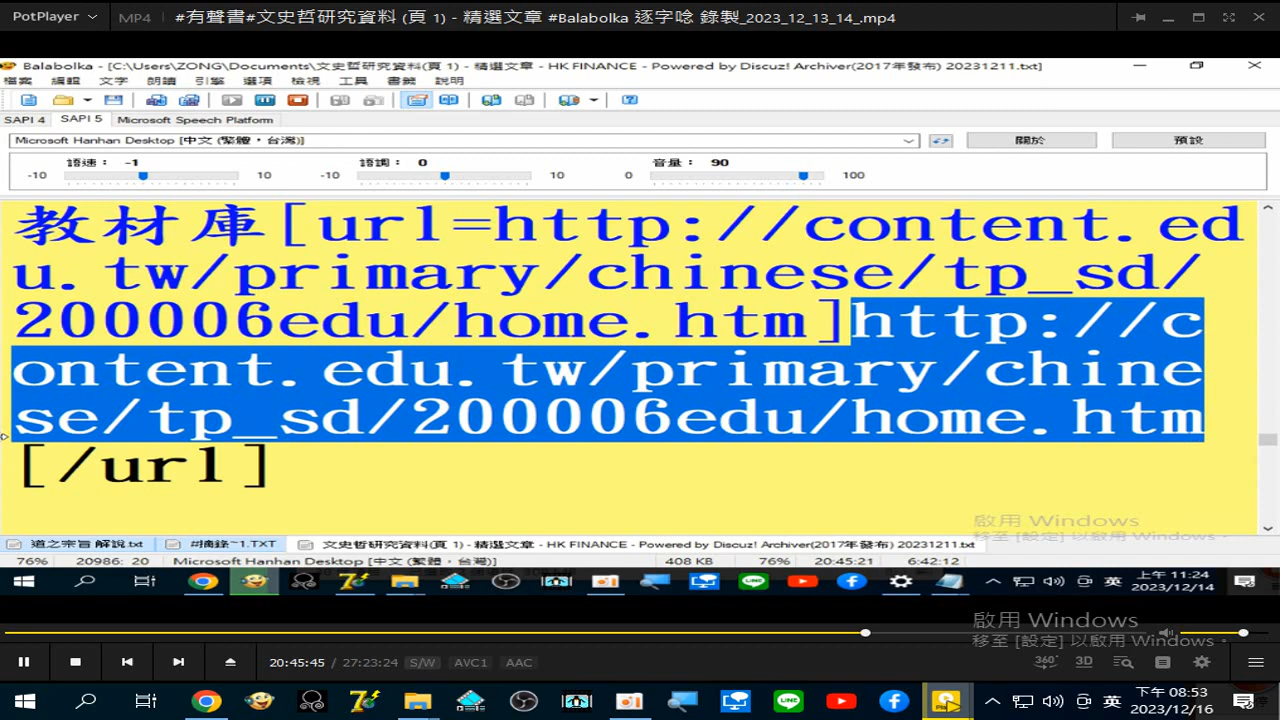 PotPlayer MP4 #有聲書#文史哲研究資料 (頁 1) - 精選文章 #Balabolka 逐字唸 錄製_2023_12_13_14_.mp4
Balabolka - [C:\Users\ZONG\Documents\文史哲研究資料(頁 1) - 精選文章 - HK FINANCE - Powered by Discuz! Archiver(2017年發布) 20231211.txt]
檔案 編輯 文字 朗讀 引擎 選項 檢視 工具 書籤 說明
SAPI 4 SAPI 5 Microsoft Speech Platform
Microsoft Hanhan Desktop [中文 (繁體，台灣)] 關於 預設
語速： -1 語調： 0 音量： 90
-10 10 -10 10 0 100
教材庫[url=http://content.ed
u.tw/primary/chinese/tp_sd/
200006edu/home.htm]http://c
ontent.edu.tw/primary/chine
se/tp_sd/200006edu/home.htm
[/url]
啟用 Windows
移至 [設定] 以啟用 Windows。
道之宗旨 解說.txt #摘錄~1.TXT 文史哲研究資料(頁 1) - 精選文章 - HK FINANCE - Powered by Discuz! Archiver(2017年發布) 20231211.txt
76% 20986: 20 Microsoft Hanhan Desktop [中文 (繁體，台灣)] 408 KB 76% 20:45:21 6:42:12
英 上午 11:24
2023/12/14
啟用 Windows
移至 [設定] 以啟用 Windows。
20:45:45 / 27:23:24 S/W AVC1 AAC 360° 3D
英 下午 08:53
2023/12/16